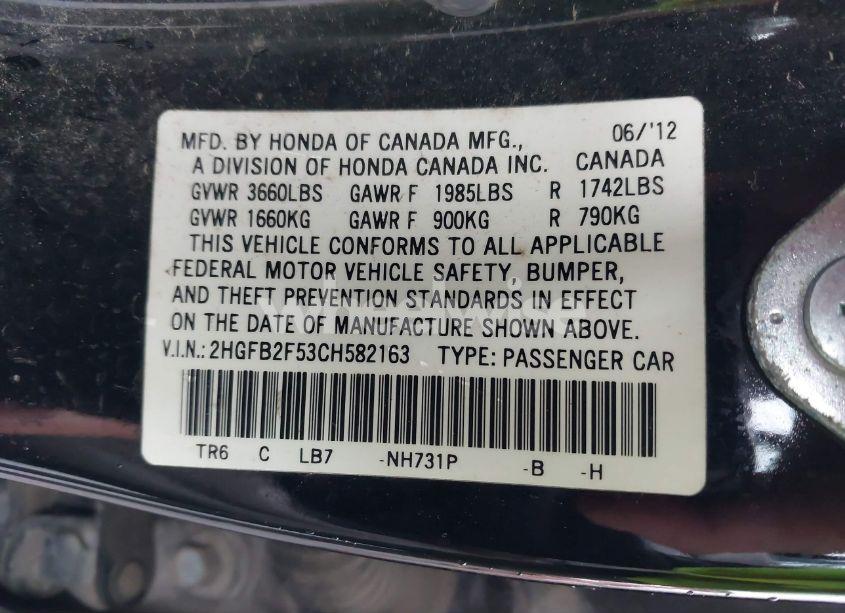 MFD. BY HONDA OF CANADA MFG., 06/'12
A DIVISION OF HONDA CANADA INC. CANADA
GVWR 3660LBS GAWR F 1985LBS R 1742LBS
GVWR 1660KG GAWR F 900KG R 790KG
THIS VEHICLE CONFORMS TO ALL APPLICABLE
FEDERAL MOTOR VEHICLE SAFETY, BUMPER,
AND THEFT PREVENTION STANDARDS IN EFFECT
ON THE DATE OF MANUFACTURE SHOWN ABOVE.
V.I.N.: 2HGFB2F53CH582163 TYPE: PASSENGER CAR
TR6 C LB7 -NH731P -B -H